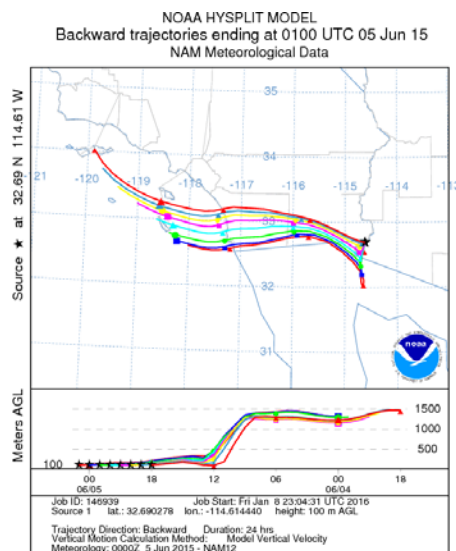 NOAA HYSPLIT MODEL
Backward trajectories ending at 0100 UTC 05 Jun 15
NAM Meteorological Data
Source ★ at 32.69 N 114.61 W
35
34
-121 -120 -119 -118 -117 -116 -115 -114 -113
33
32
31
noaa
Meters AGL
1500
1000
500
100
00 18 12 06 00 18
06/05 06/04
Job ID: 146939 Job Start: Fri Jan 8 23:04:31 UTC 2016
Source 1 lat.: 32.690278 lon.: -114.614440 height: 100 m AGL
Trajectory Direction: Backward Duration: 24 hrs
Vertical Motion Calculation Method: Model Vertical Velocity
Meteorology: 0000Z 5 Jun 2015 - NAM12